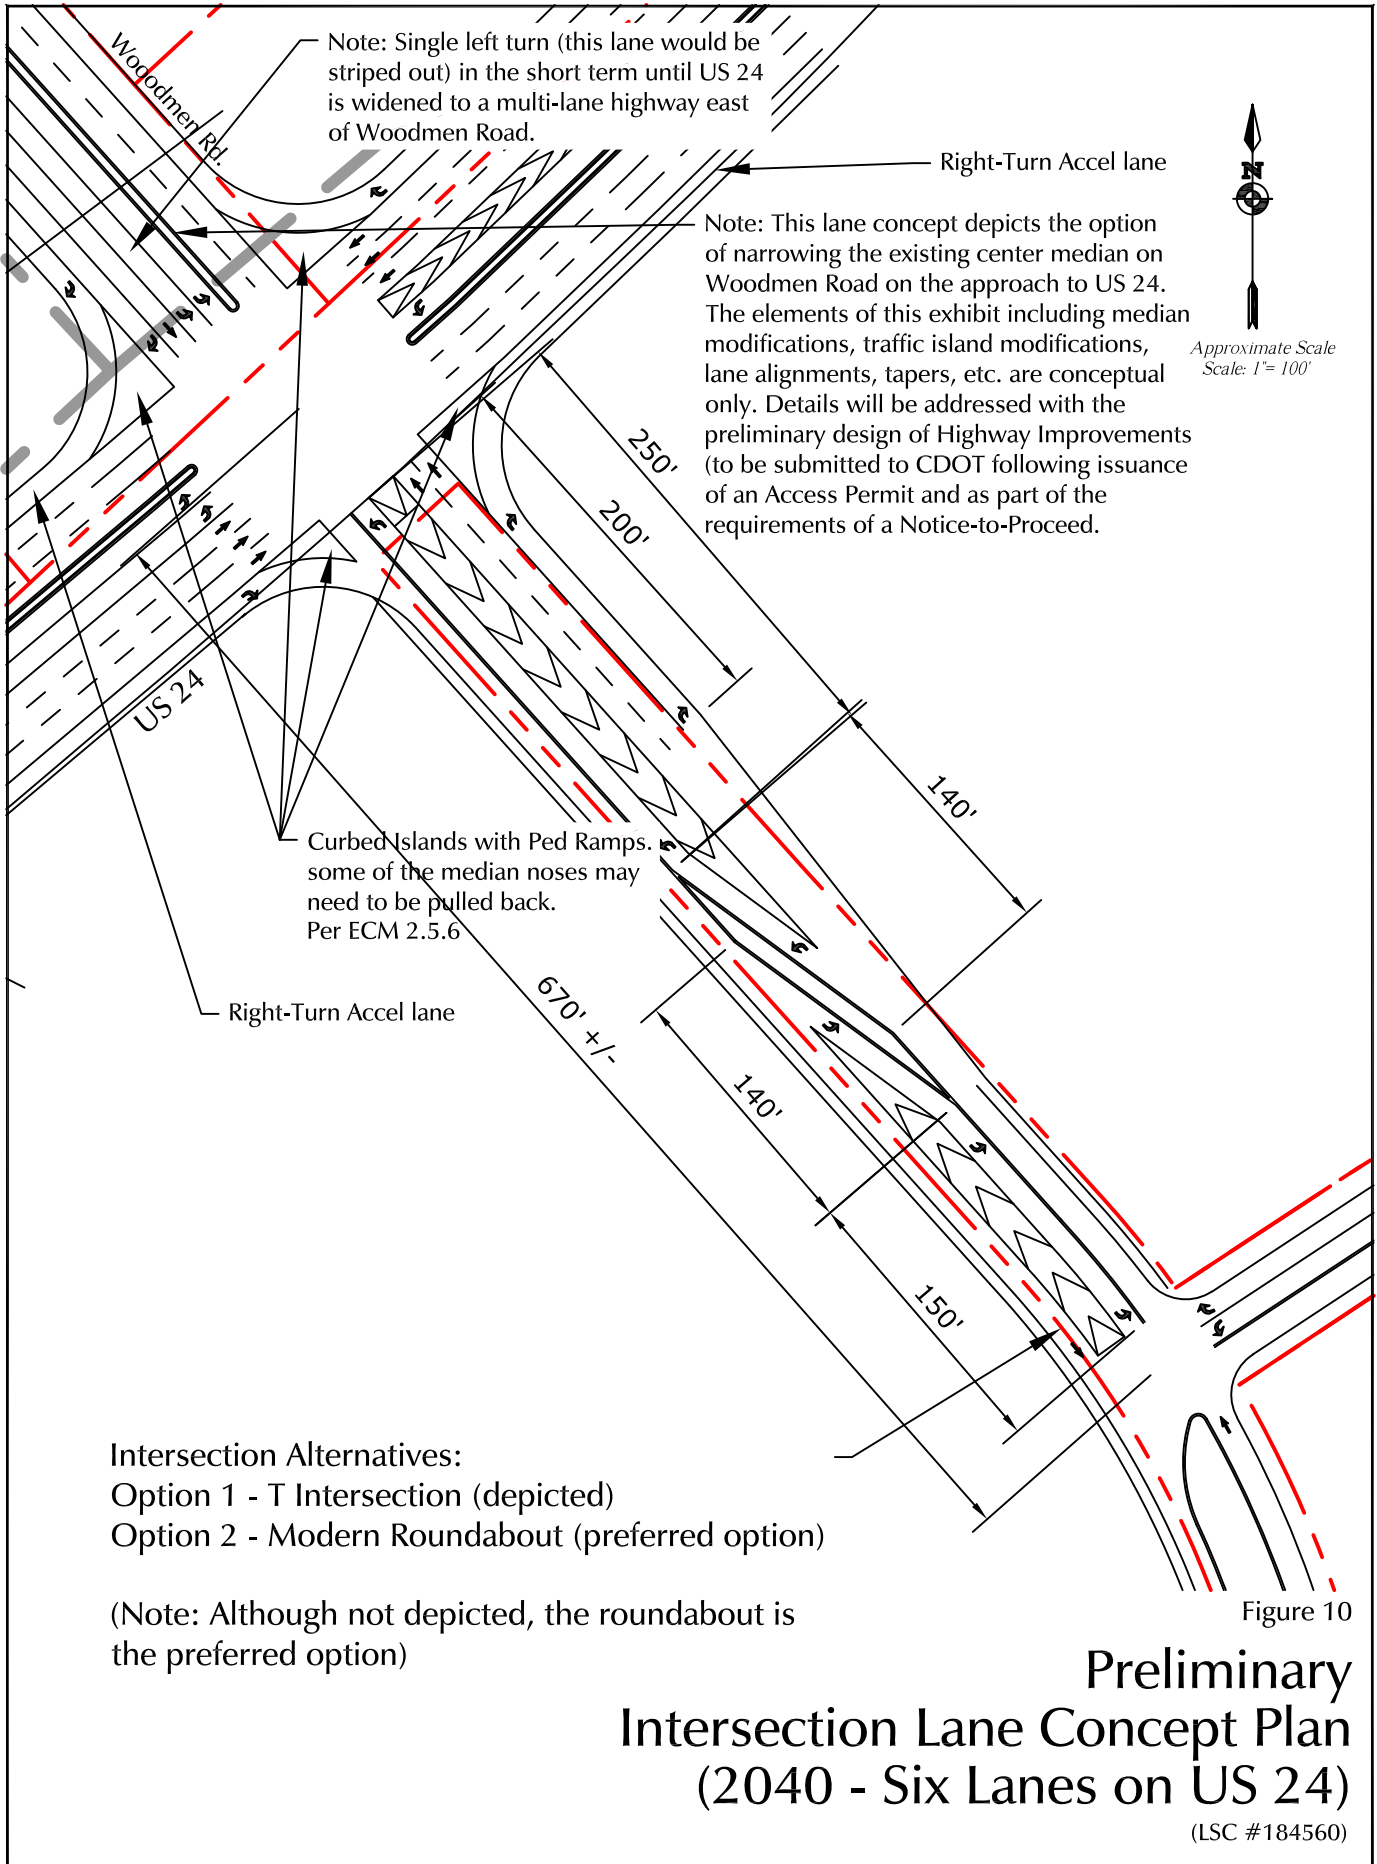 Wooodmen Rd.
Note: Single left turn (this lane would be
striped out) in the short term until US 24
is widened to a multi-lane highway east
of Woodmen Road.
Right-Turn Accel lane
N
Approximate Scale
Scale: 1"= 100'
Note: This lane concept depicts the option
of narrowing the existing center median on
Woodmen Road on the approach to US 24.
The elements of this exhibit including median
modifications, traffic island modifications,
lane alignments, tapers, etc. are conceptual
only. Details will be addressed with the
preliminary design of Highway Improvements
(to be submitted to CDOT following issuance
of an Access Permit and as part of the
requirements of a Notice-to-Proceed.
250'
200'
US 24
140'
Curbed Islands with Ped Ramps.
some of the median noses may
need to be pulled back.
Per ECM 2.5.6
Right-Turn Accel lane
670' +/-
140'
150'
Intersection Alternatives:
Option 1 - T Intersection (depicted)
Option 2 - Modern Roundabout (preferred option)
(Note: Although not depicted, the roundabout is
the preferred option)
Figure 10
Preliminary
Intersection Lane Concept Plan
(2040 - Six Lanes on US 24)
(LSC #184560)